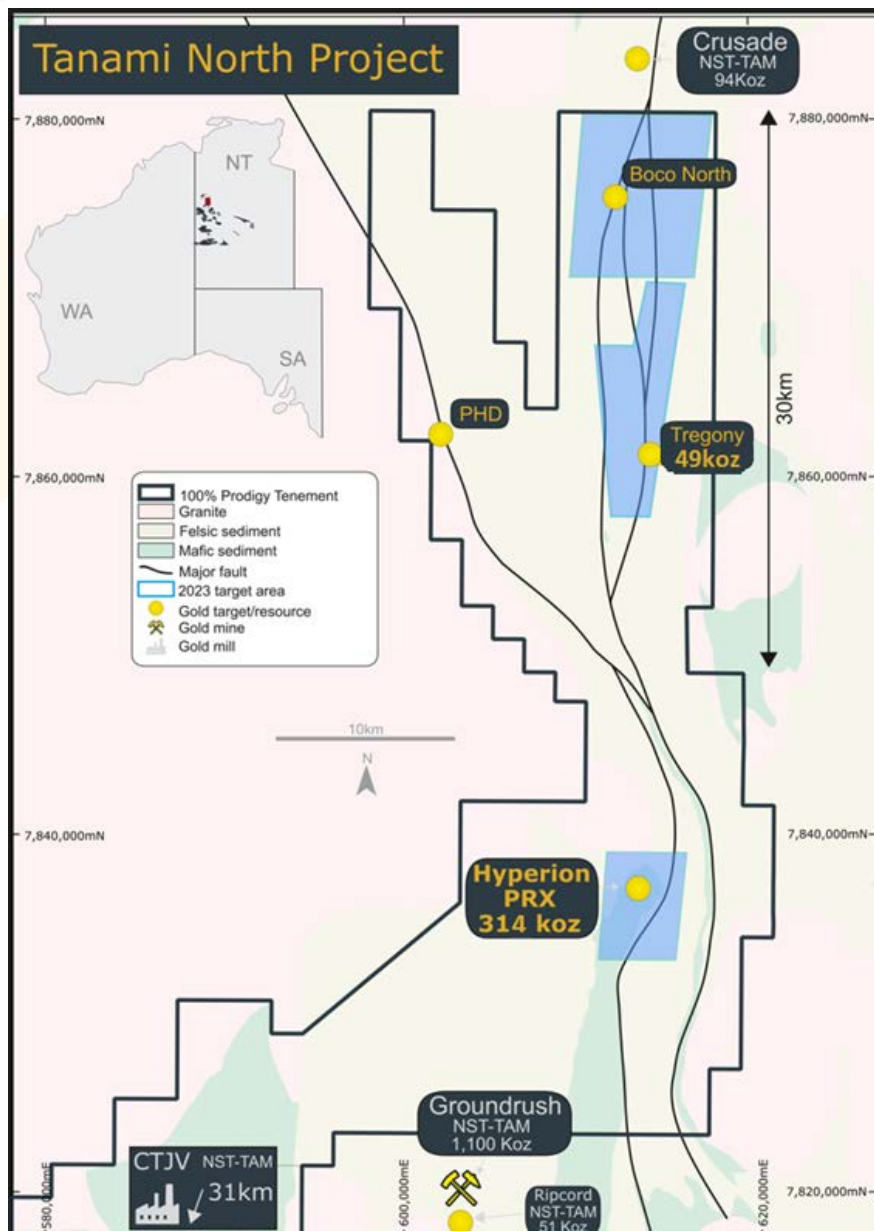 Tanami North Project
Crusade
NST-TAM
94Koz
7,880,000mN
7,880,000mN
NT
WA
SA
Boco North
30km
PHD
Tregony
49koz
7,860,000mN
7,860,000mN
100% Prodigy Tenement
Granite
Felsic sediment
Mafic sediment
Major fault
2023 target area
Gold target/resource
Gold mine
Gold mill
10km
N
7,840,000mN
7,840,000mN
Hyperion
PRX
314 koz
Groundrush
NST-TAM
1,100 Koz
CTJV NST-TAM
31km
Ripcord
NST-TAM
51 Koz
7,820,000mN
580,000mE
600,000mE
620,000mE